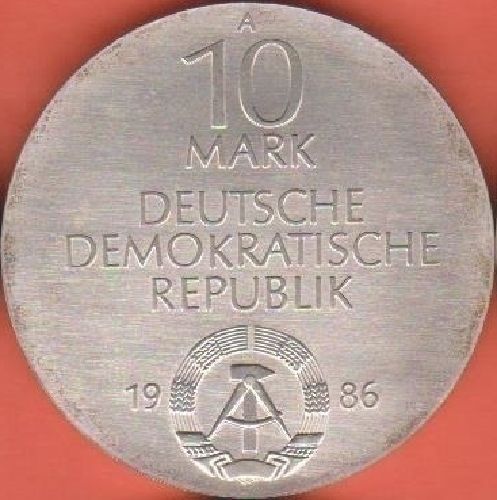 A
10
MARK
DEUTSCHE
DEMOKRATISCHE
REPUBLIK
19 86